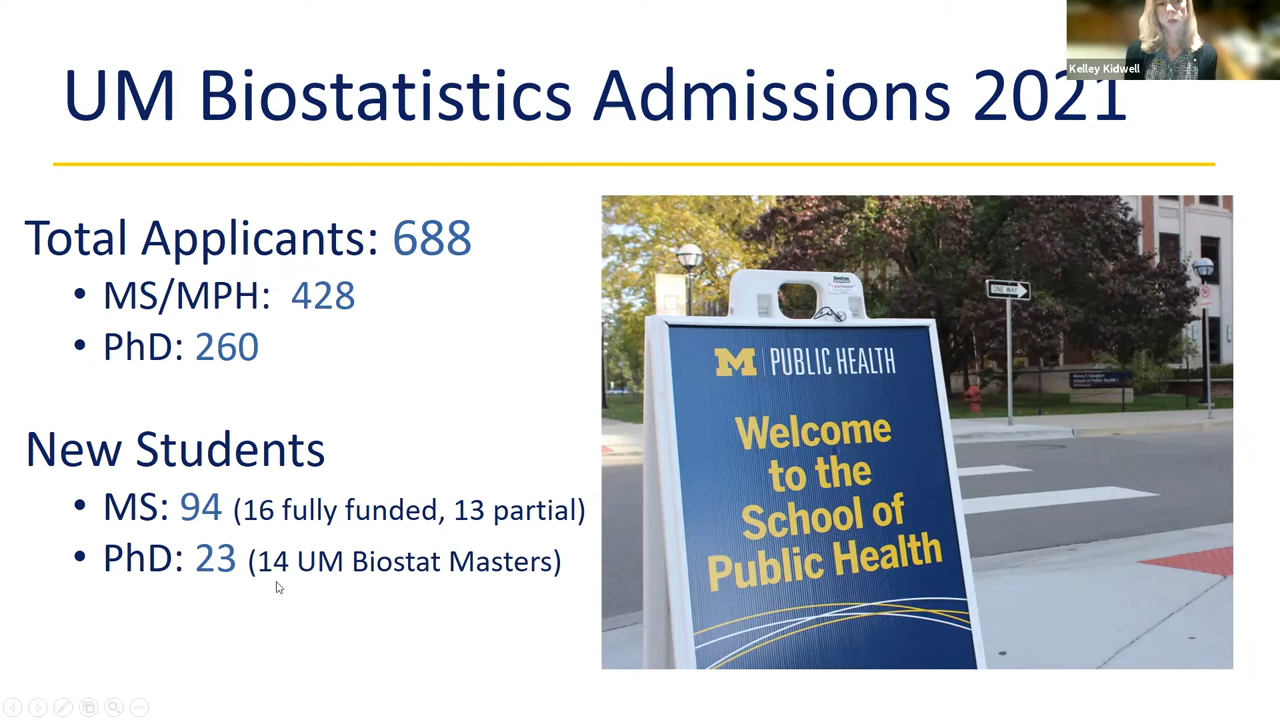 Kelley Kidwell
UM Biostatistics Admissions 2021
Total Applicants: 688
• MS/MPH: 428
• PhD: 260
New Students
• MS: 94 (16 fully funded, 13 partial)
• PhD: 23 (14 UM Biostat Masters)
ONE WAY
M | PUBLIC HEALTH
Welcome
to the
School of
Public Health